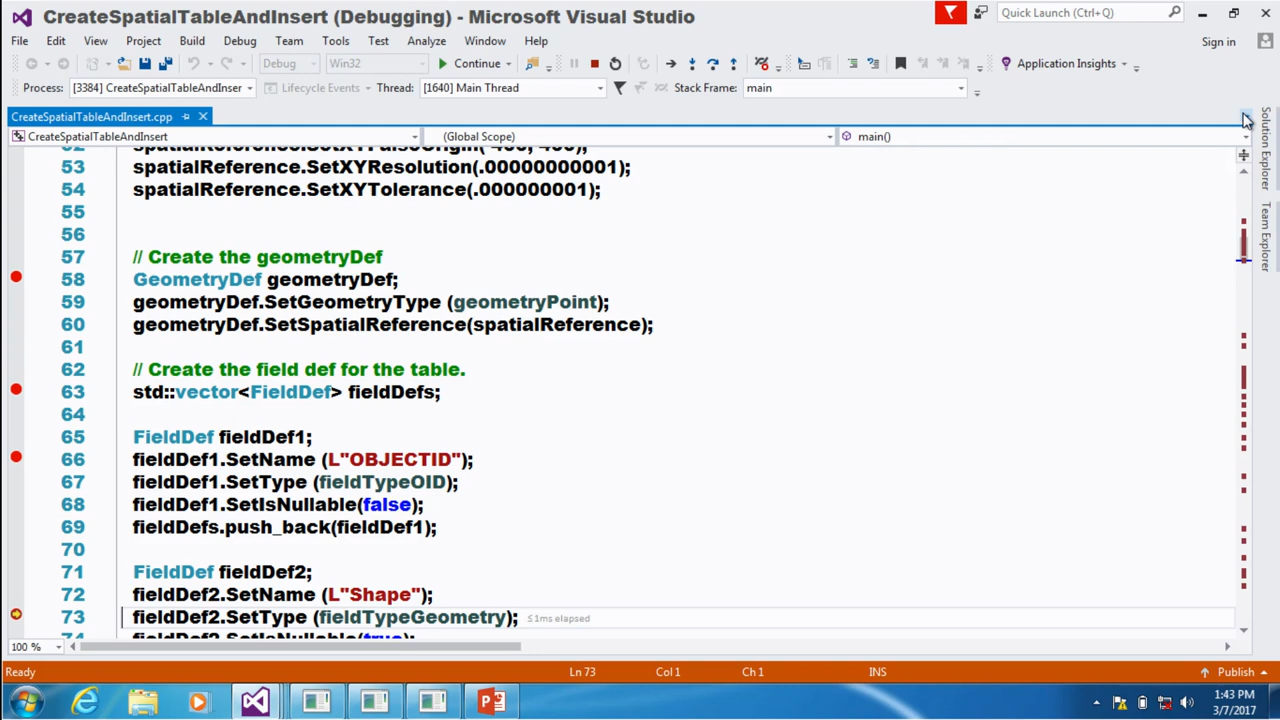 CreateSpatialTableAndInsert (Debugging) - Microsoft Visual Studio
Quick Launch (Ctrl+Q)
File Edit View Project Build Debug Team Tools Test Analyze Window Help
Sign in
Debug Win32 Continue Application Insights
Process: [3384] CreateSpatialTableAndInser Lifecycle Events Thread: [1640] Main Thread Stack Frame: main
CreateSpatialTableAndInsert.cpp
CreateSpatialTableAndInsert (Global Scope) main()
53 spatialReference.SetXYResolution(.00000000001);
54 spatialReference.SetXYTolerance(.000000001);
55
56
57 // Create the geometryDef
58 GeometryDef geometryDef;
59 geometryDef.SetGeometryType (geometryPoint);
60 geometryDef.SetSpatialReference(spatialReference);
61
62 // Create the field def for the table.
63 std::vector<FieldDef> fieldDefs;
64
65 FieldDef fieldDef1;
66 fieldDef1.SetName (L"OBJECTID");
67 fieldDef1.SetType (fieldTypeOID);
68 fieldDef1.SetIsNullable(false);
69 fieldDefs.push_back(fieldDef1);
70
71 FieldDef fieldDef2;
72 fieldDef2.SetName (L"Shape");
73 fieldDef2.SetType (fieldTypeGeometry); ≤1ms elapsed
74 fieldDef2.SetIsNullable(true);
Solution Explorer
Team Explorer
100 %
Ready Ln 73 Col 1 Ch 1 INS Publish
1:43 PM
3/7/2017